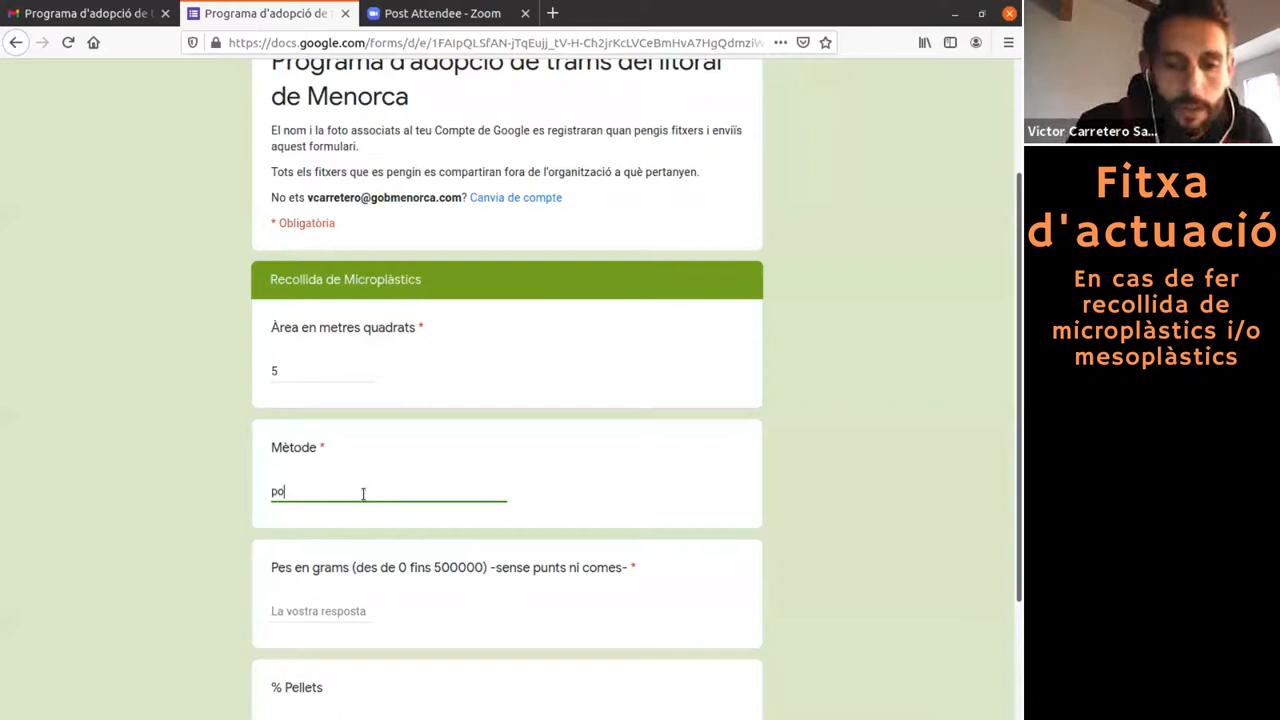 Programa d'adopció de
Programa d'adopció de
Post Attendee - Zoom
https://docs.google.com/forms/d/e/1FAIpQLSfAN-jTqEujj_tV-H-Ch2jrKcLVCeBmHvA7HgQdmziW
Programa d'adopció de trams del litoral
de Menorca
El nom i la foto associats al teu Compte de Google es registraran quan pengis fitxers i enviïs
aquest formulari.
Tots els fitxers que es pengin es compartiran fora de l'organització a què pertanyen.
No ets vcarretero@gobmenorca.com? Canvia de compte
* Obligatòria
Recollida de Microplàstics
Àrea en metres quadrats *
5
Mètode *
po
Pes en grams (des de 0 fins 500000) -sense punts ni comes- *
La vostra resposta
% Pellets
Victor Carretero Sa...
Fitxa
d'actuació
En cas de fer
recollida de
microplàstics i/o
mesoplàstics